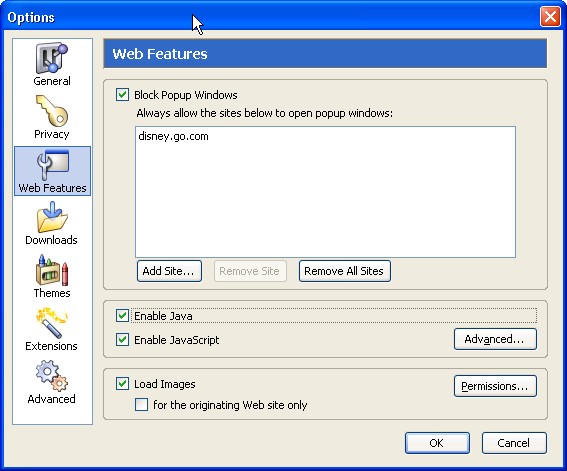 Options
General
Privacy
Web Features
Downloads
Themes
Extensions
Advanced
Web Features
Block Popup Windows
Always allow the sites below to open popup windows:
disney.go.com
Add Site... Remove Site Remove All Sites
Enable Java
Enable JavaScript Advanced...
Load Images Permissions...
for the originating Web site only
OK Cancel